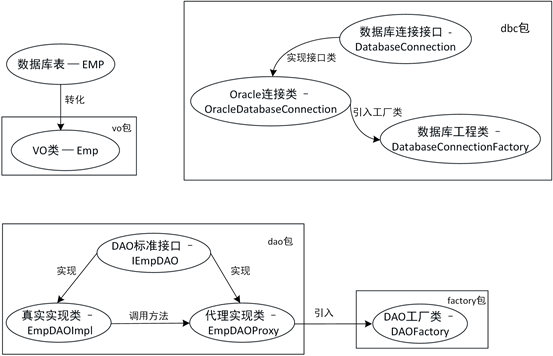 数据库表 — EMP
转化
vo包
VO类 — Emp
dbc包
数据库连接接口 -
DatabaseConnection
实现接口类
Oracle连接类 -
OracleDatabaseConnection
引入工厂类
数据库工程类 -
DatabaseConnectionFactory
dao包
DAO标准接口 -
IEmpDAO
实现
实现
真实实现类 -
EmpDAOImpl
调用方法
代理实现类 -
EmpDAOProxy
引入
factory包
DAO工厂类 -
DAOFactory